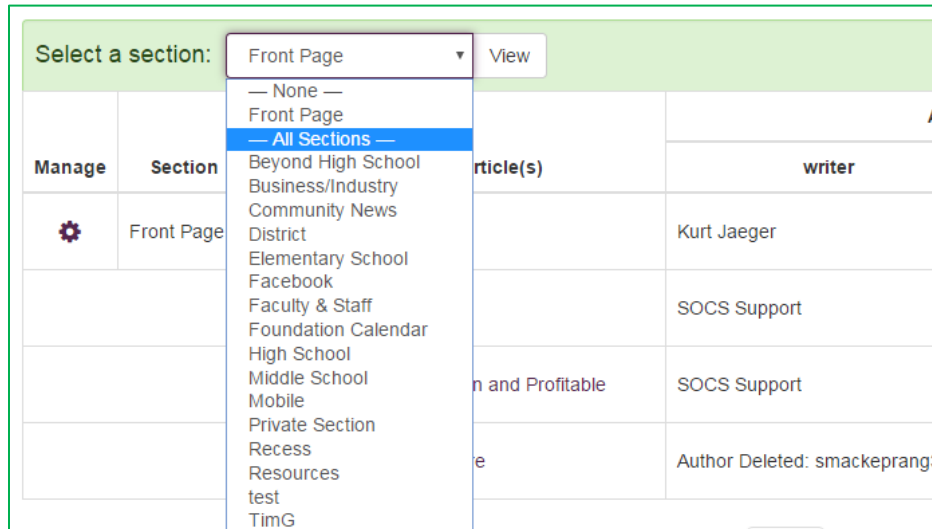 Select a section: Front Page View
— None —
Front Page
— All Sections —
Beyond High School
Business/Industry
Community News
District
Elementary School
Facebook
Faculty & Staff
Foundation Calendar
High School
Middle School
Mobile
Private Section
Recess
Resources
test
TimG
Manage Section writer
Front Page Kurt Jaeger
SOCS Support
and Profitable SOCS Support
Author Deleted: